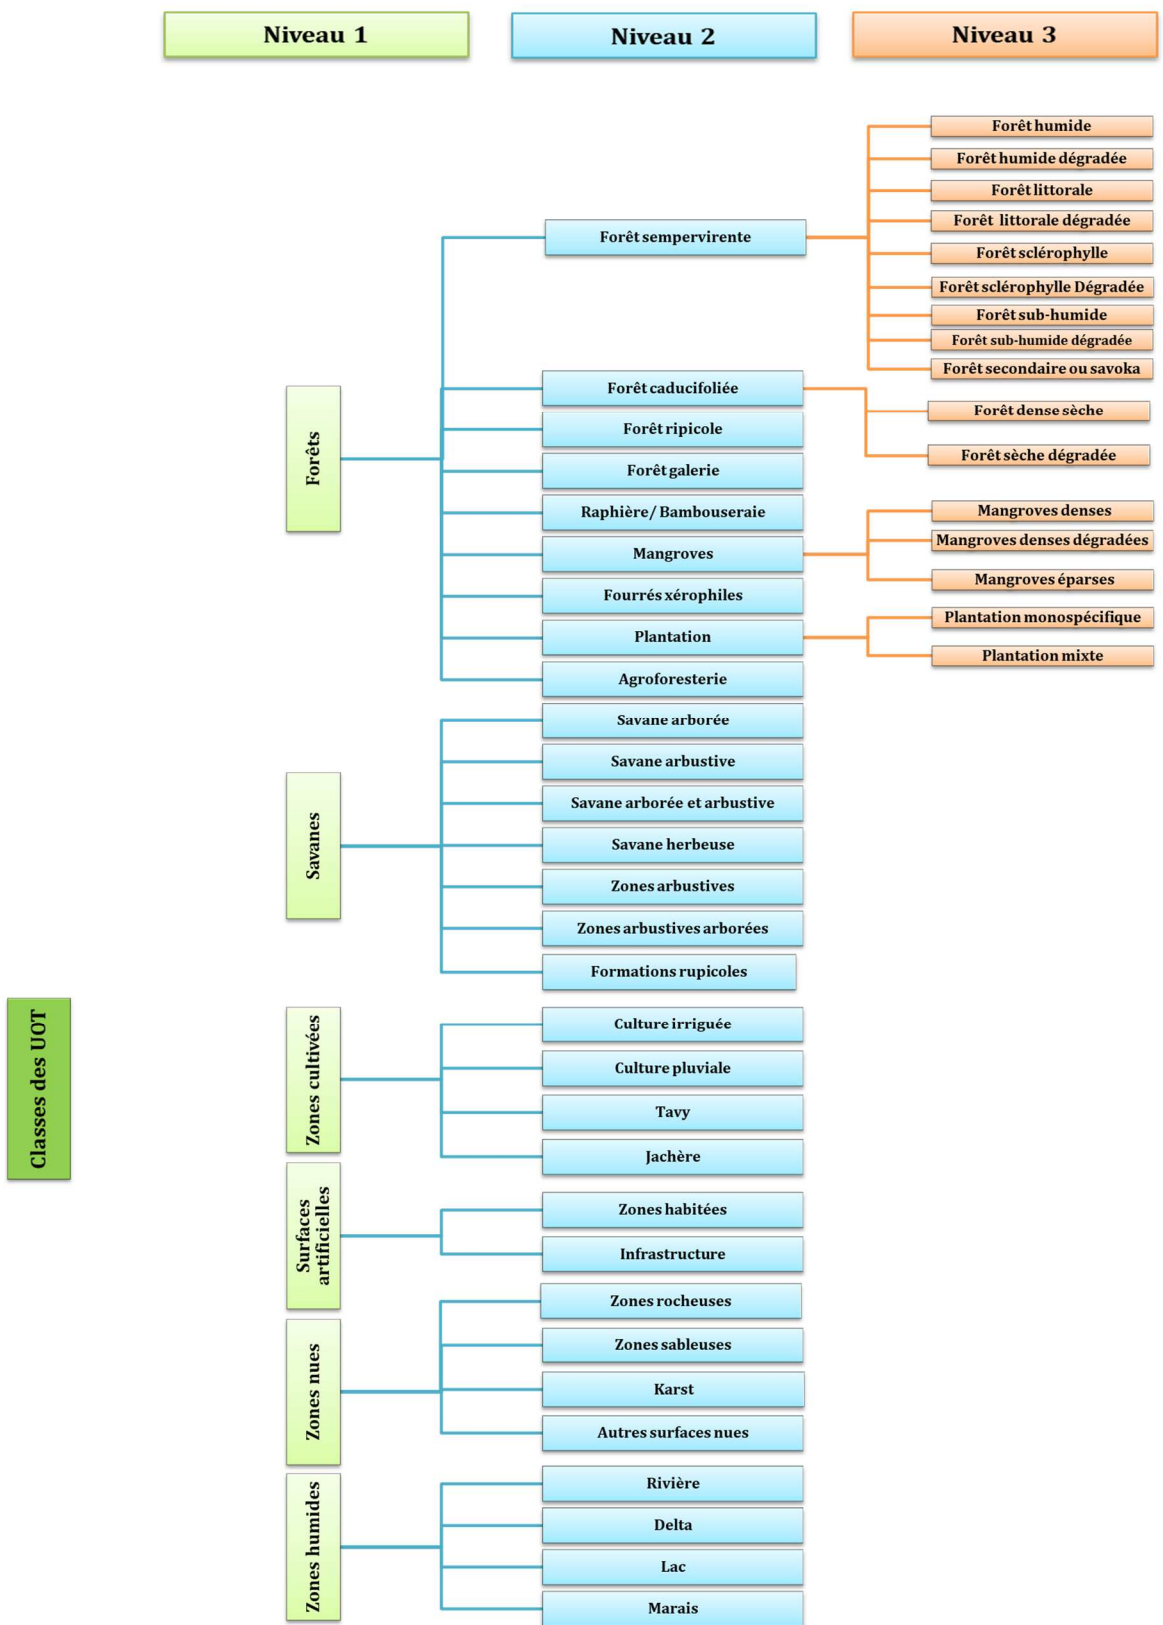 Niveau 1
Niveau 2
Niveau 3
Classes des UOT
Forêts
Forêt sempervirente
Forêt humide
Forêt humide dégradée
Forêt littorale
Forêt littorale dégradée
Forêt sclérophylle
Forêt sclérophylle Dégradée
Forêt sub-humide
Forêt sub-humide dégradée
Forêt secondaire ou savoka
Forêt caducifoliée
Forêt dense sèche
Forêt sèche dégradée
Forêt ripicole
Forêt galerie
Raphière/ Bambouseraie
Mangroves
Mangroves denses
Mangroves denses dégradées
Mangroves éparses
Fourrés xérophiles
Plantation
Plantation monospécifique
Plantation mixte
Agroforesterie
Savanes
Savane arborée
Savane arbustive
Savane arborée et arbustive
Savane herbeuse
Zones arbustives
Zones arbustives arborées
Formations rupicoles
Zones cultivées
Culture irriguée
Culture pluviale
Tavy
Jachère
Surfaces
artificielles
Zones habitées
Infrastructure
Zones nues
Zones rocheuses
Zones sableuses
Karst
Autres surfaces nues
Zones humides
Rivière
Delta
Lac
Marais